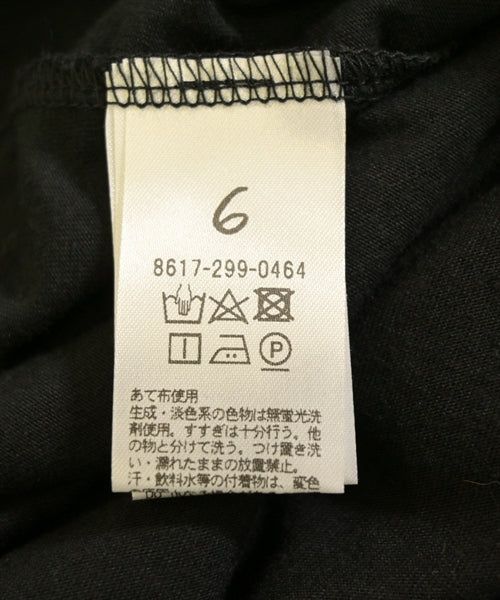 6
8617-299-0464
P
あて布使用
生成・淡色系の色物は無蛍光洗
剤使用。すすぎは十分行う。他
の物と分けて洗う。つけ置き洗
い・濡れたままの放置禁止。
汗・飲料水等の付着物は、変色